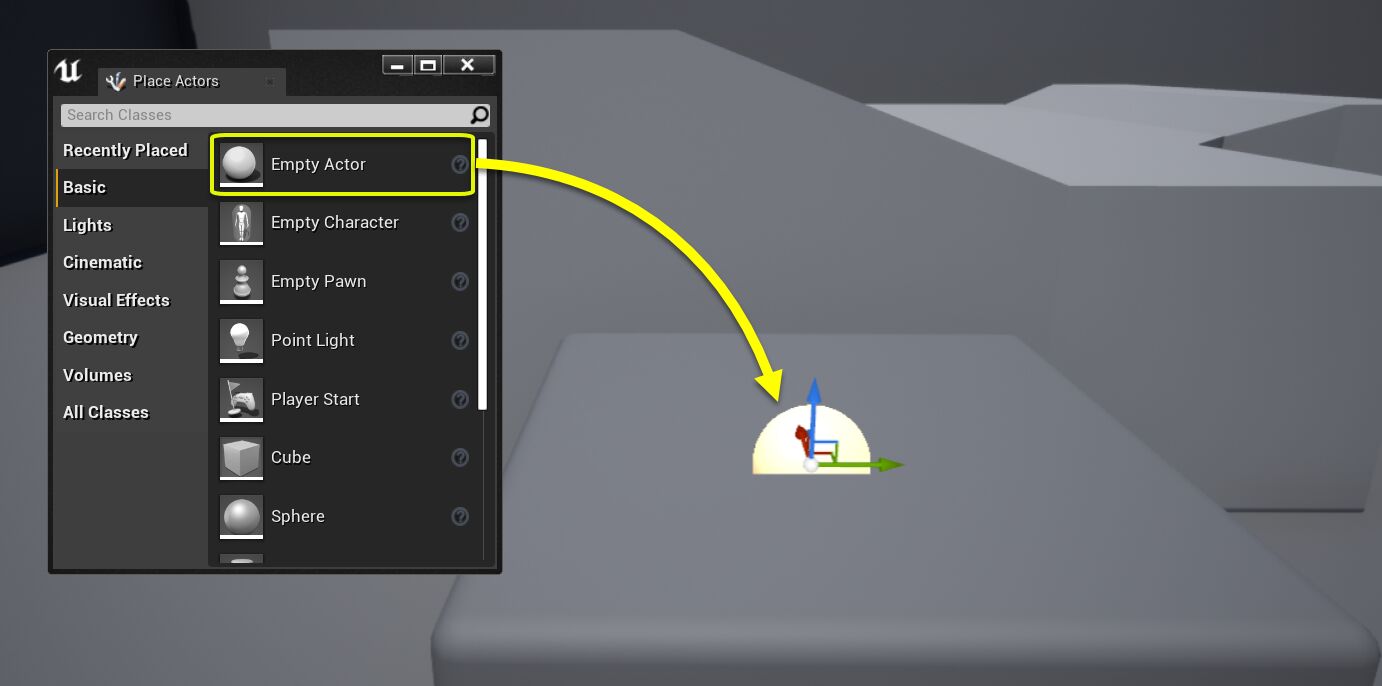 Place Actors
Search Classes
Recently Placed
Basic
Lights
Cinematic
Visual Effects
Geometry
Volumes
All Classes
Empty Actor
Empty Character
Empty Pawn
Point Light
Player Start
Cube
Sphere